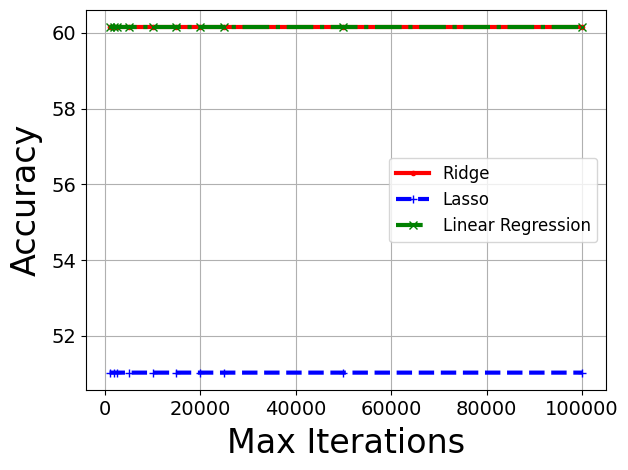 60
58
56
54
52
Accuracy
Ridge
Lasso
Linear Regression
0
20000
40000
60000
80000
100000
Max Iterations